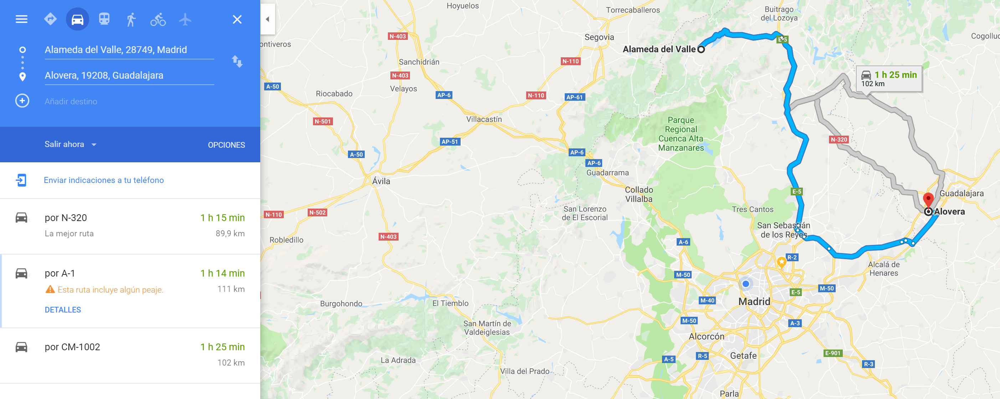 Alameda del Valle, 28749, Madrid
Alovera, 19208, Guadalajara
Añadir destino
Salir ahora
OPCIONES
Enviar indicaciones a tu teléfono
por N-320
1 h 15 min
La mejor ruta
89,9 km
por A-1
1 h 14 min
Esta ruta incluye algún peaje.
111 km
DETALLES
por CM-1002
1 h 25 min
102 km
Hoyuelos
Torrecaballeros
Buitrago
del Lozoya
N-403
Segovia
E-5
Cogolluc
ontiveros
Alameda del Valle
Sanchidrián
N-110
N-403
1 h 25 min
102 km
A-50
Velayos
Riocabado
AP-6
N-110
AP-61
N-501
Villacastín
Parque
Regional
Cuenca Alta
Manzanares
AP-51
N-320
A-50
AP-6
AP-6
Guadarrama
Ávila
Collado
Villalba
E-5
Guadalajara
N-110
N-502
San Lorenzo
de El Escorial
Tres Cantos
Alovera
San Sebastián
de los Reyes
N-403
Robledillo
A-6
R-2
Alcalá de
Henares
M-50
M-50
E-5
Madrid
M-40
Burgohondo
El Tiemblo
San Martín de
Valdeiglesias
M-50
A-3
Alcorcón
E-901
A-5
R-5
Getafe
La Adrada
R-3
Villa del Prado
Parla